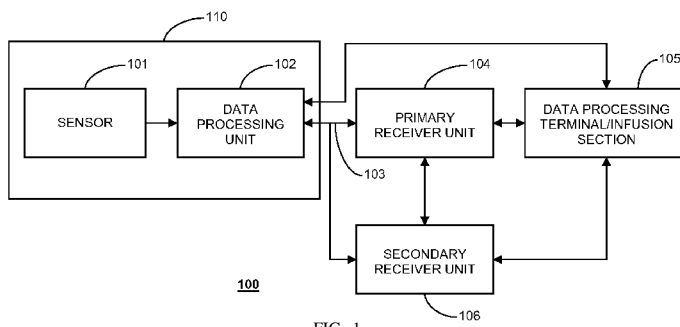 110
101
102
104
105
SENSOR
DATA
PROCESSING
UNIT
PRIMARY
RECEIVER UNIT
DATA PROCESSING
TERMINAL/INFUSION
SECTION
103
SECONDARY
RECEIVER UNIT
100
106
FIG. 1